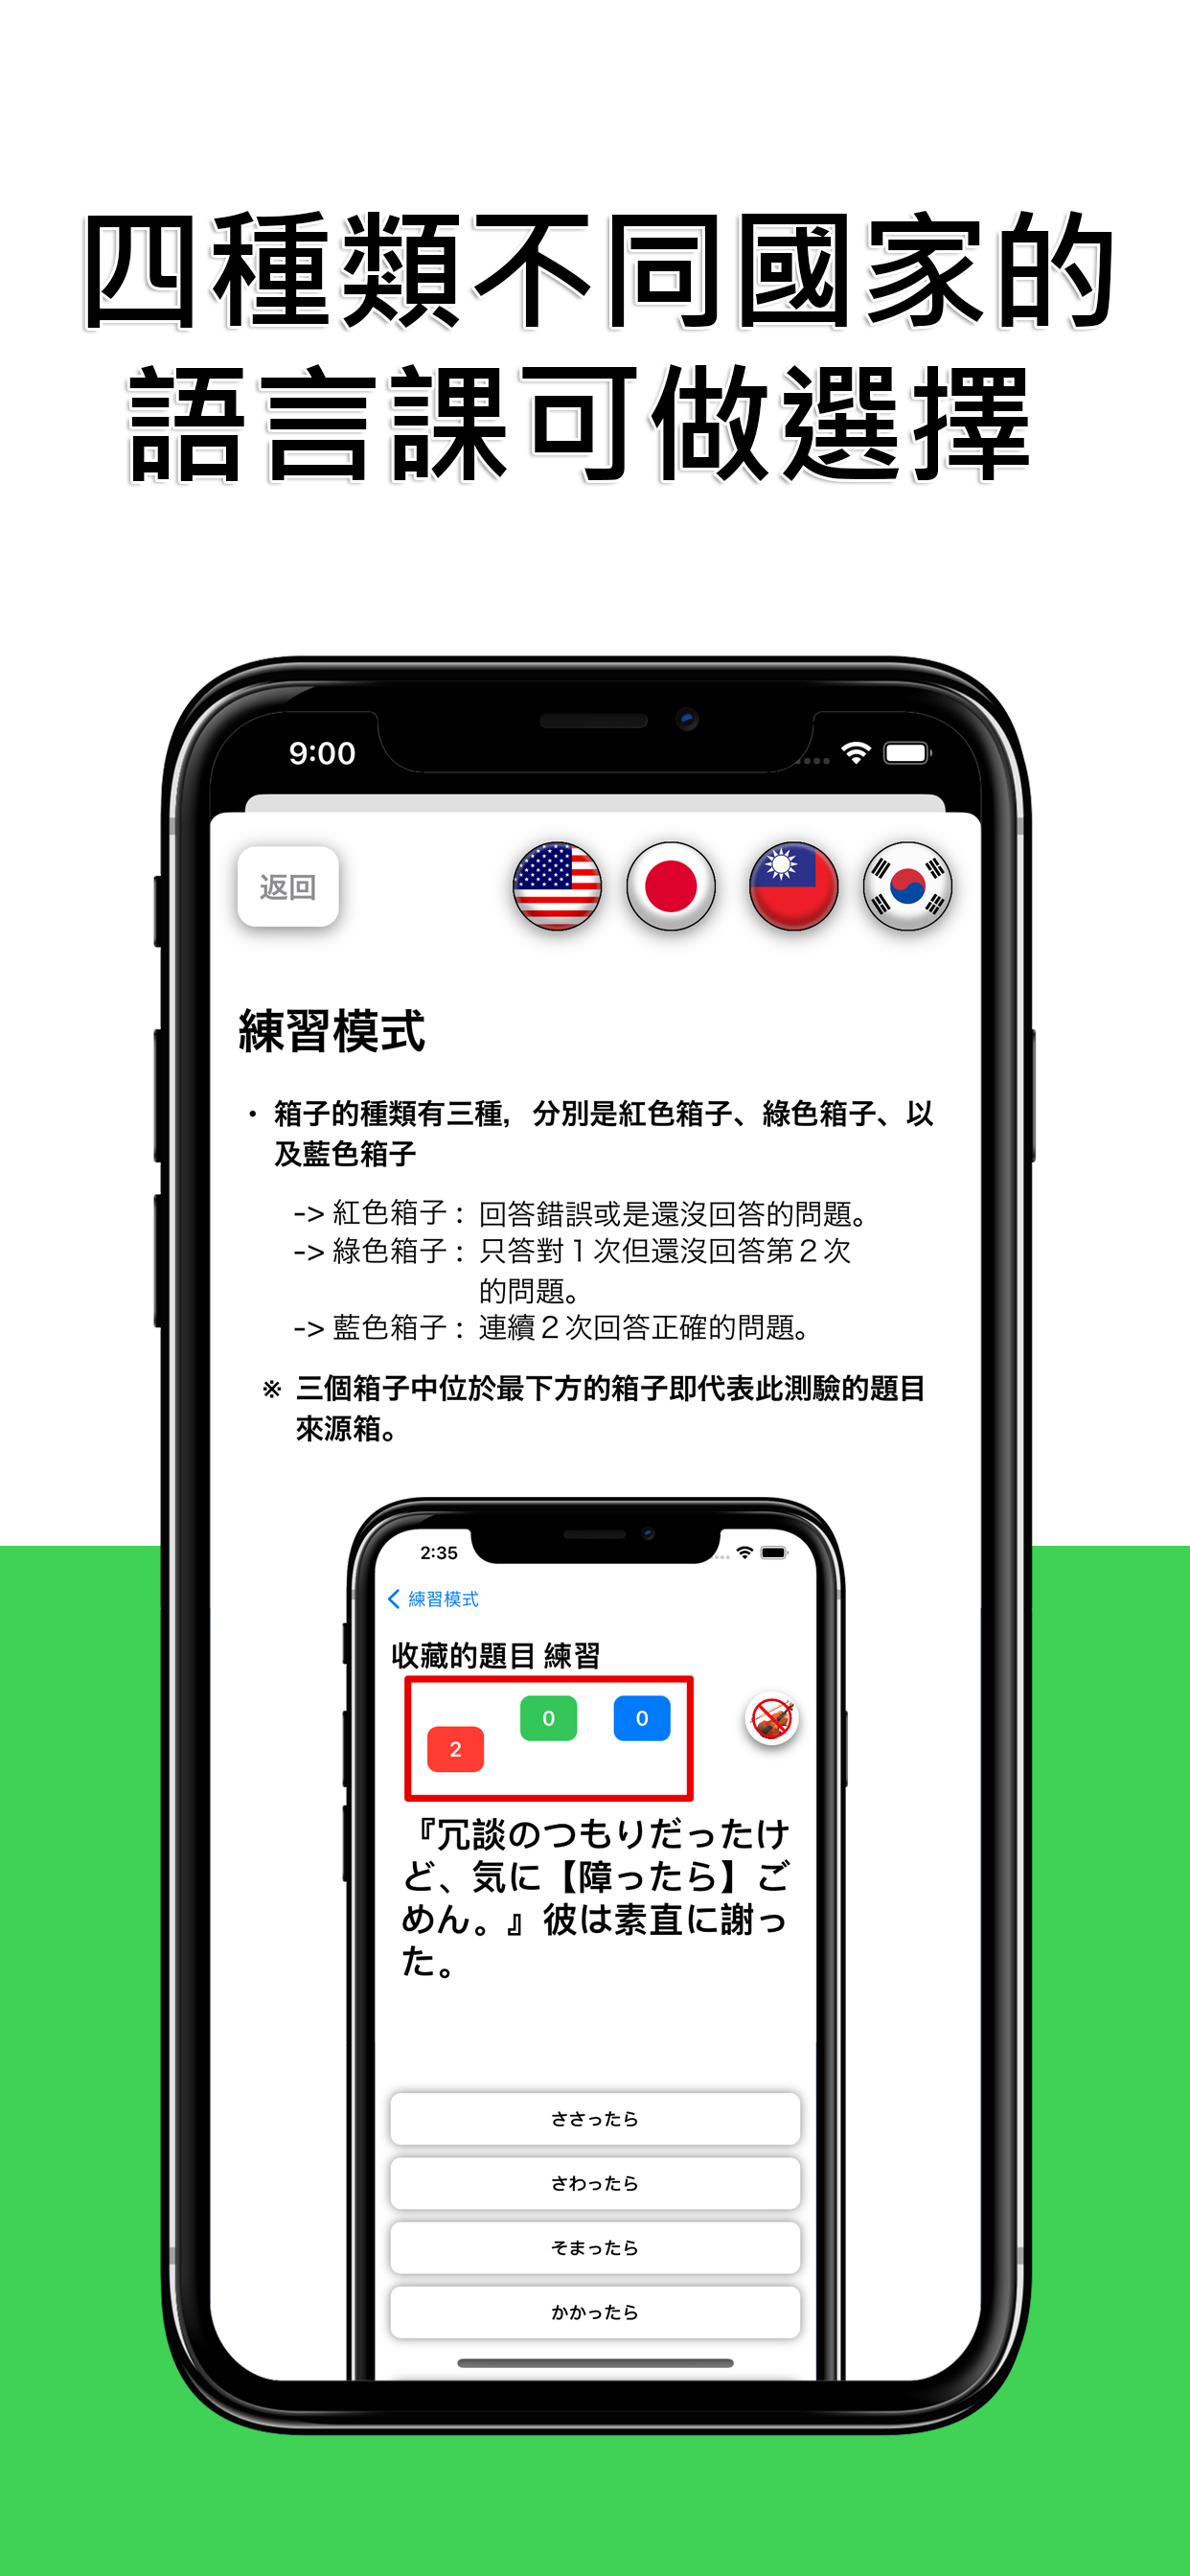 四種類不同國家的
語言課可做選擇
9:00
返回
練習模式
・ 箱子的種類有三種，分別是紅色箱子、綠色箱子、以
及藍色箱子
-> 紅色箱子： 回答錯誤或是還沒回答的問題。
-> 綠色箱子： 只答對１次但還沒回答第２次
的問題。
-> 藍色箱子： 連續２次回答正確的問題。
※ 三個箱子中位於最下方的箱子即代表此測驗的題目
來源箱。
2:35
練習模式
收藏的題目 練習
2 0 0
『冗談のつもりだったけ
ど、気に【障ったら】ご
めん。』彼は素直に謝っ
た。
ささったら
さわったら
そまったら
かかったら